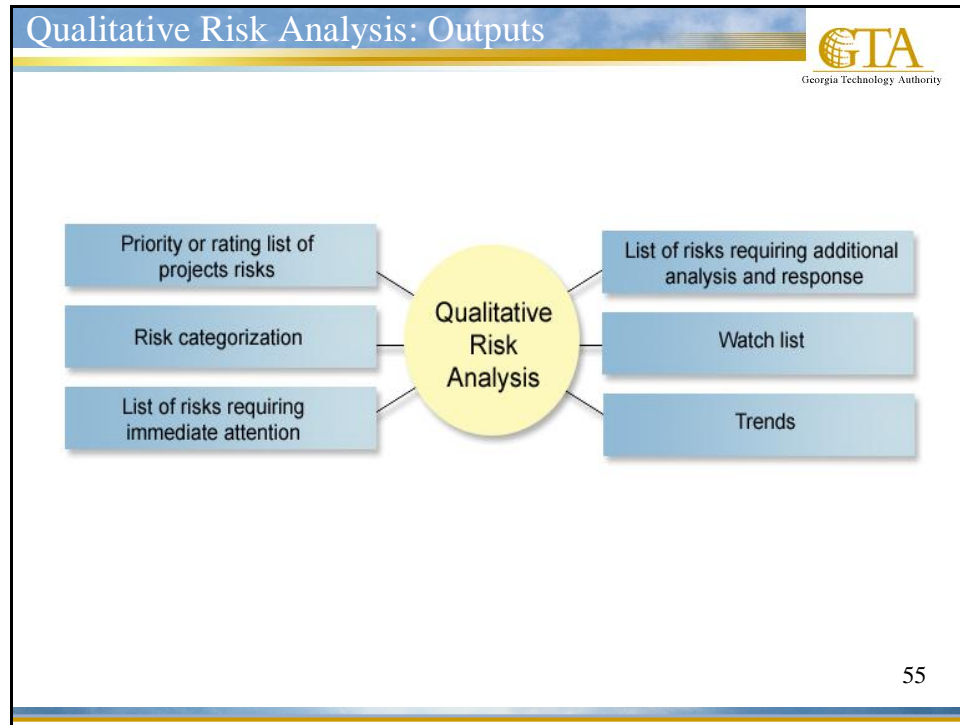 Qualitative Risk Analysis: Outputs
GTA
Georgia Technology Authority
Priority or rating list of
projects risks
Risk categorization
List of risks requiring
immediate attention
Qualitative
Risk
Analysis
List of risks requiring additional
analysis and response
Watch list
Trends
55